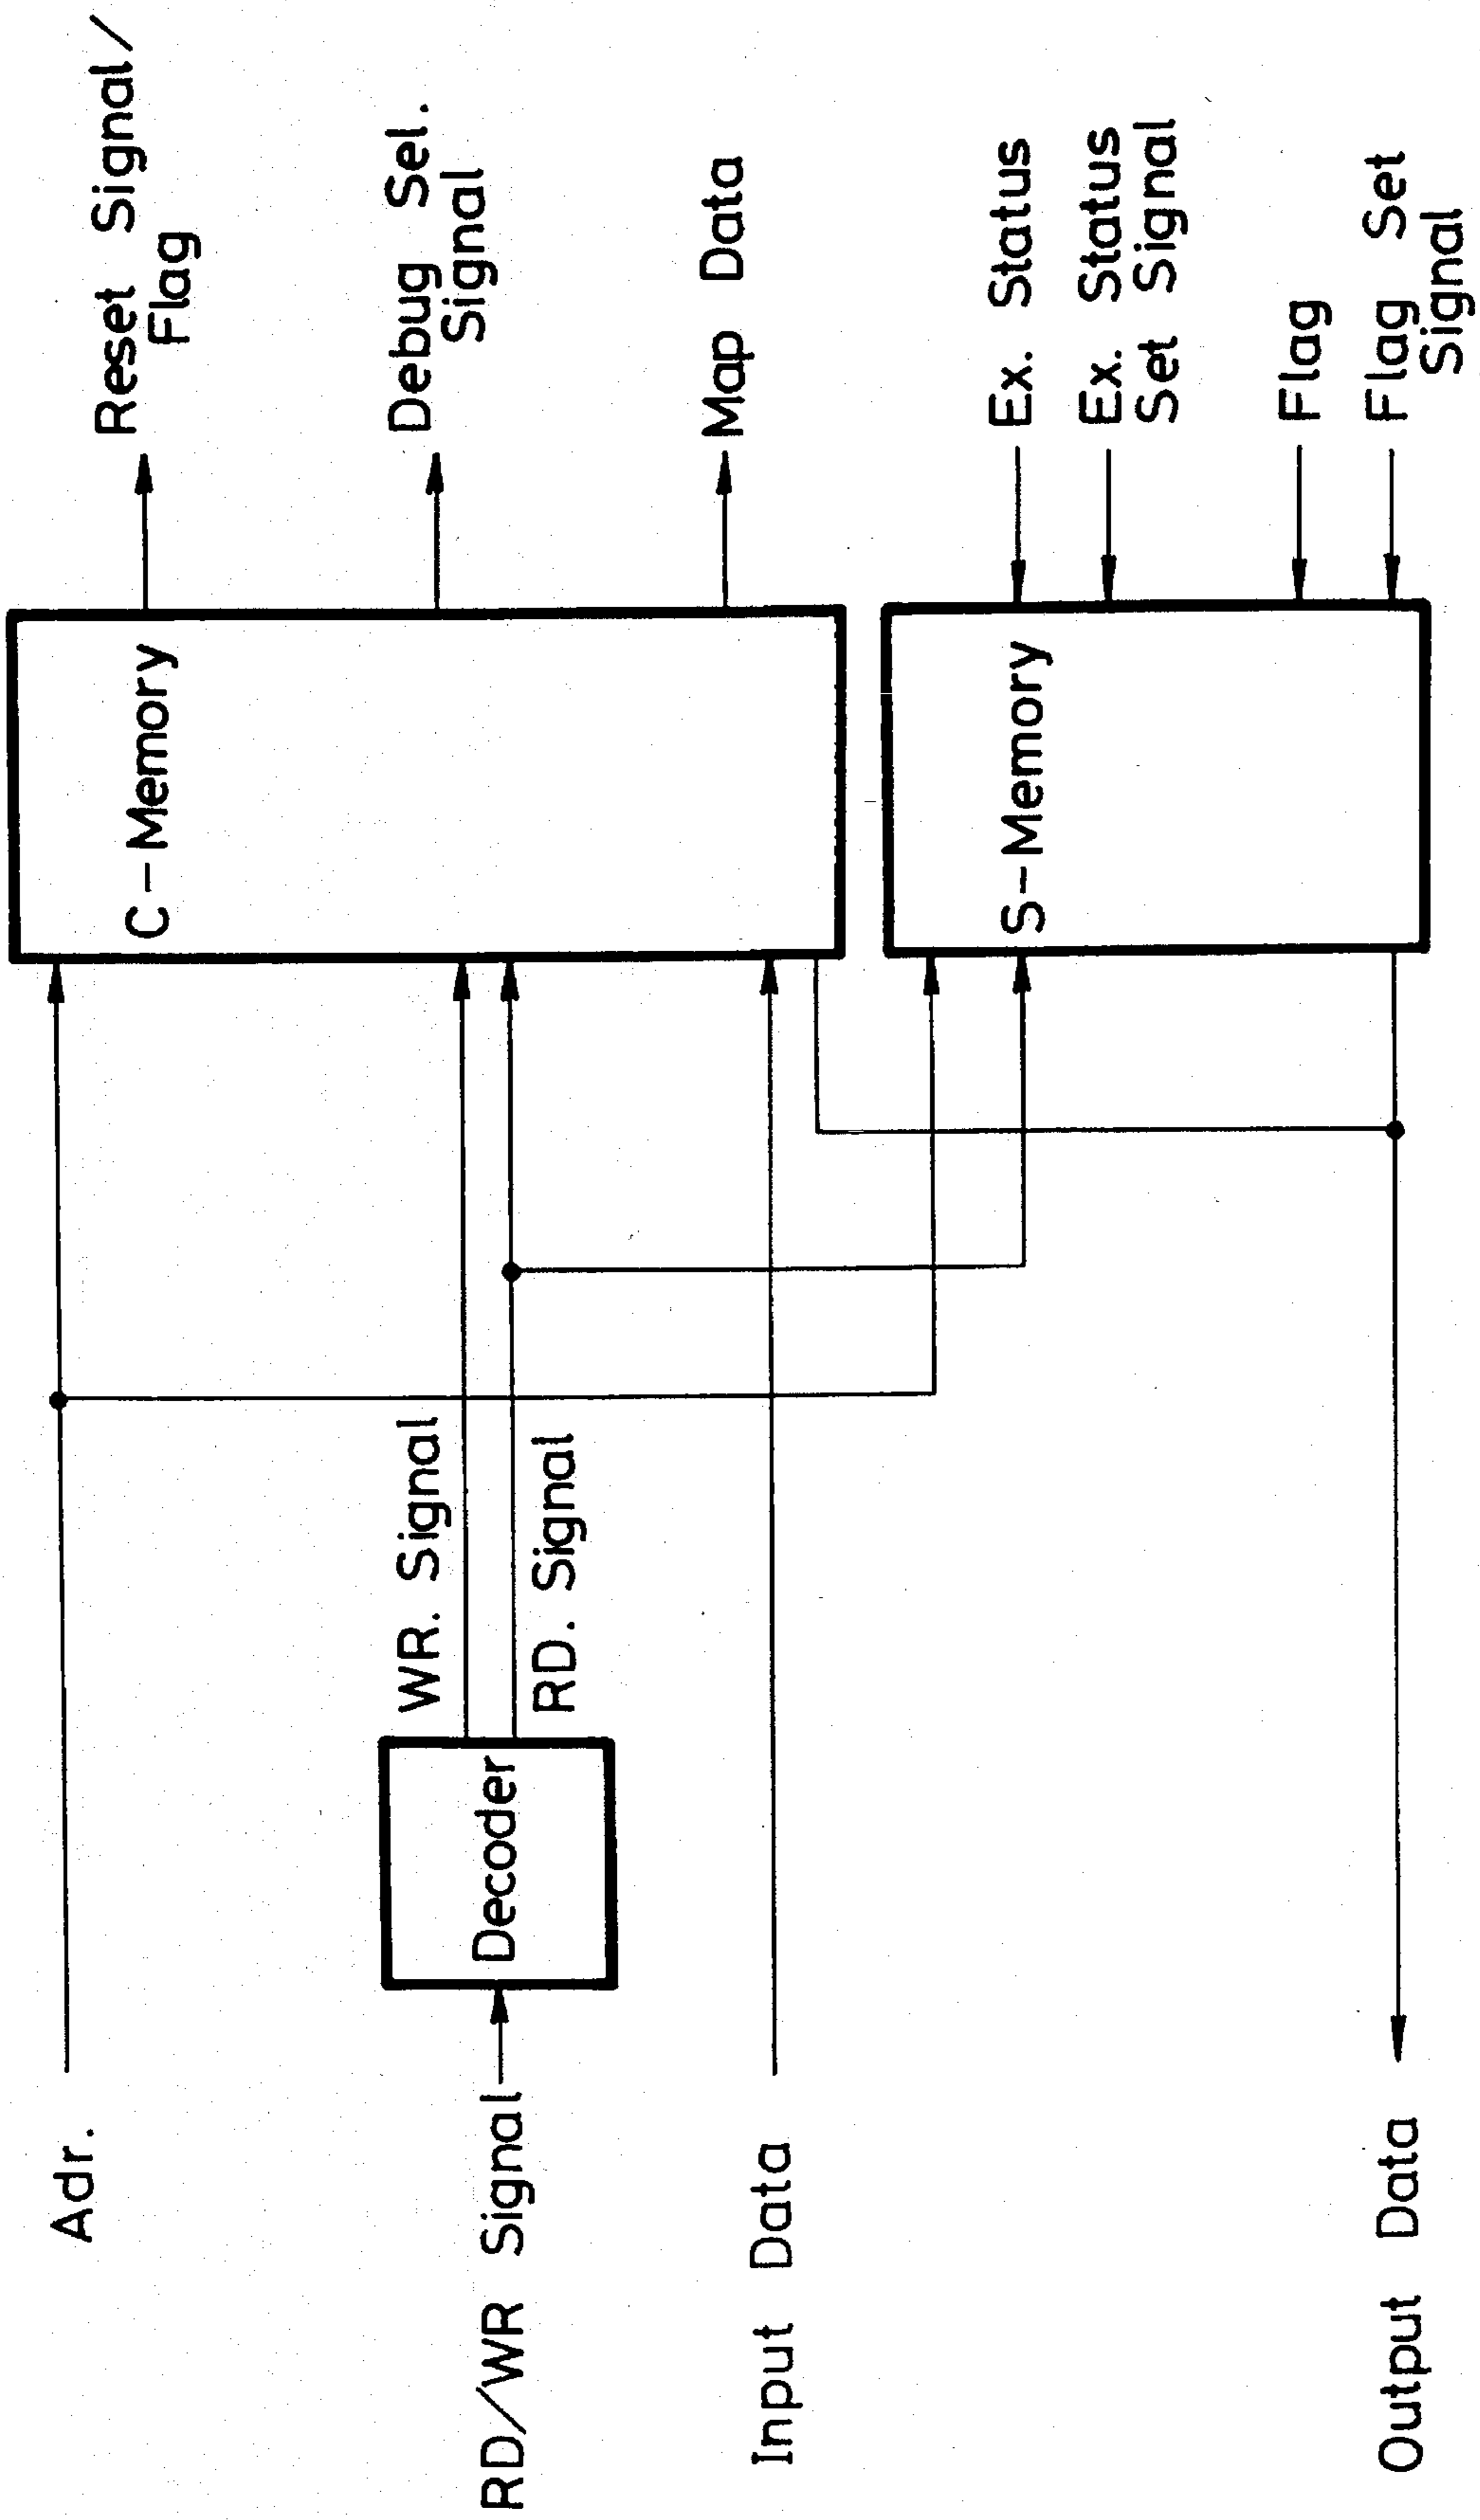 Adr.
RD/WR Signal
Input Data
Output Data
Decoder
WR. Signal
RD. Signal
C-Memory
S-Memory
Reset Signal/
Flag
Debug Sel.
Signal
Map Data
Ex. Status
Ex. Status
Set Signal
Flag
Flag Set
Signal